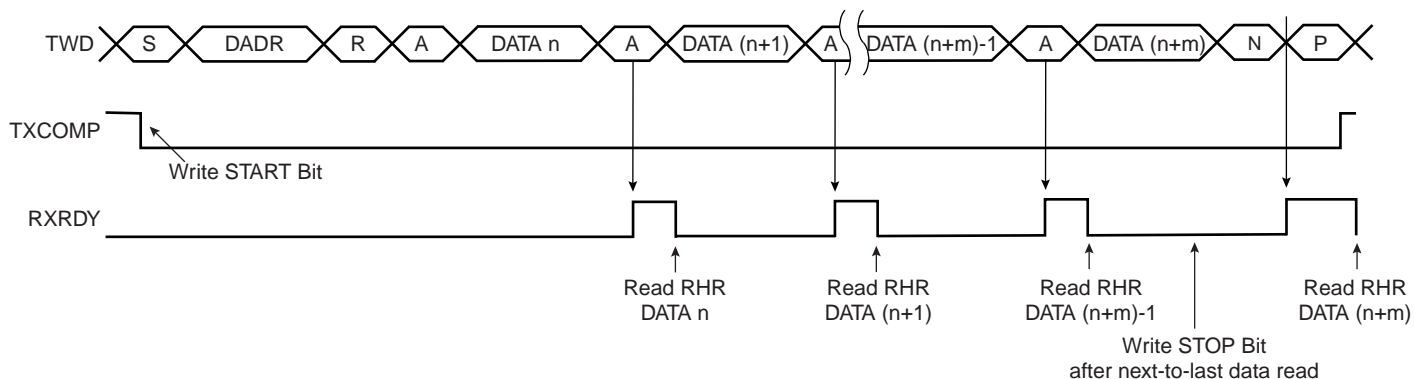 TWD S DADR R A DATA n A DATA (n+1) A DATA (n+m)-1 A DATA (n+m) N P
TXCOMP
Write START Bit
RXRDY
Read RHR
DATA n
Read RHR
DATA (n+1)
Read RHR
DATA (n+m)-1
Read RHR
DATA (n+m)
Write STOP Bit
after next-to-last data read